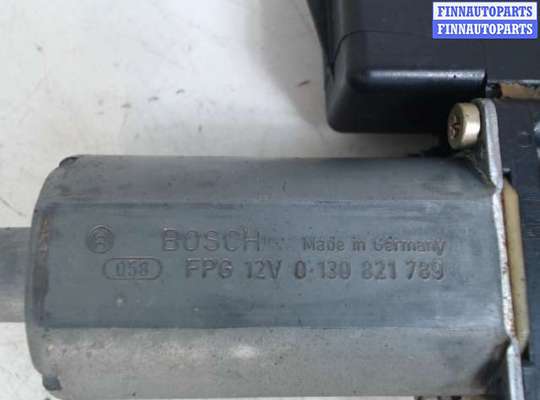 FINNAUTOPARTS
FINNAUTOPARTS
BOSCH Made in Germany
058 FPG 12V 0 130 821 789